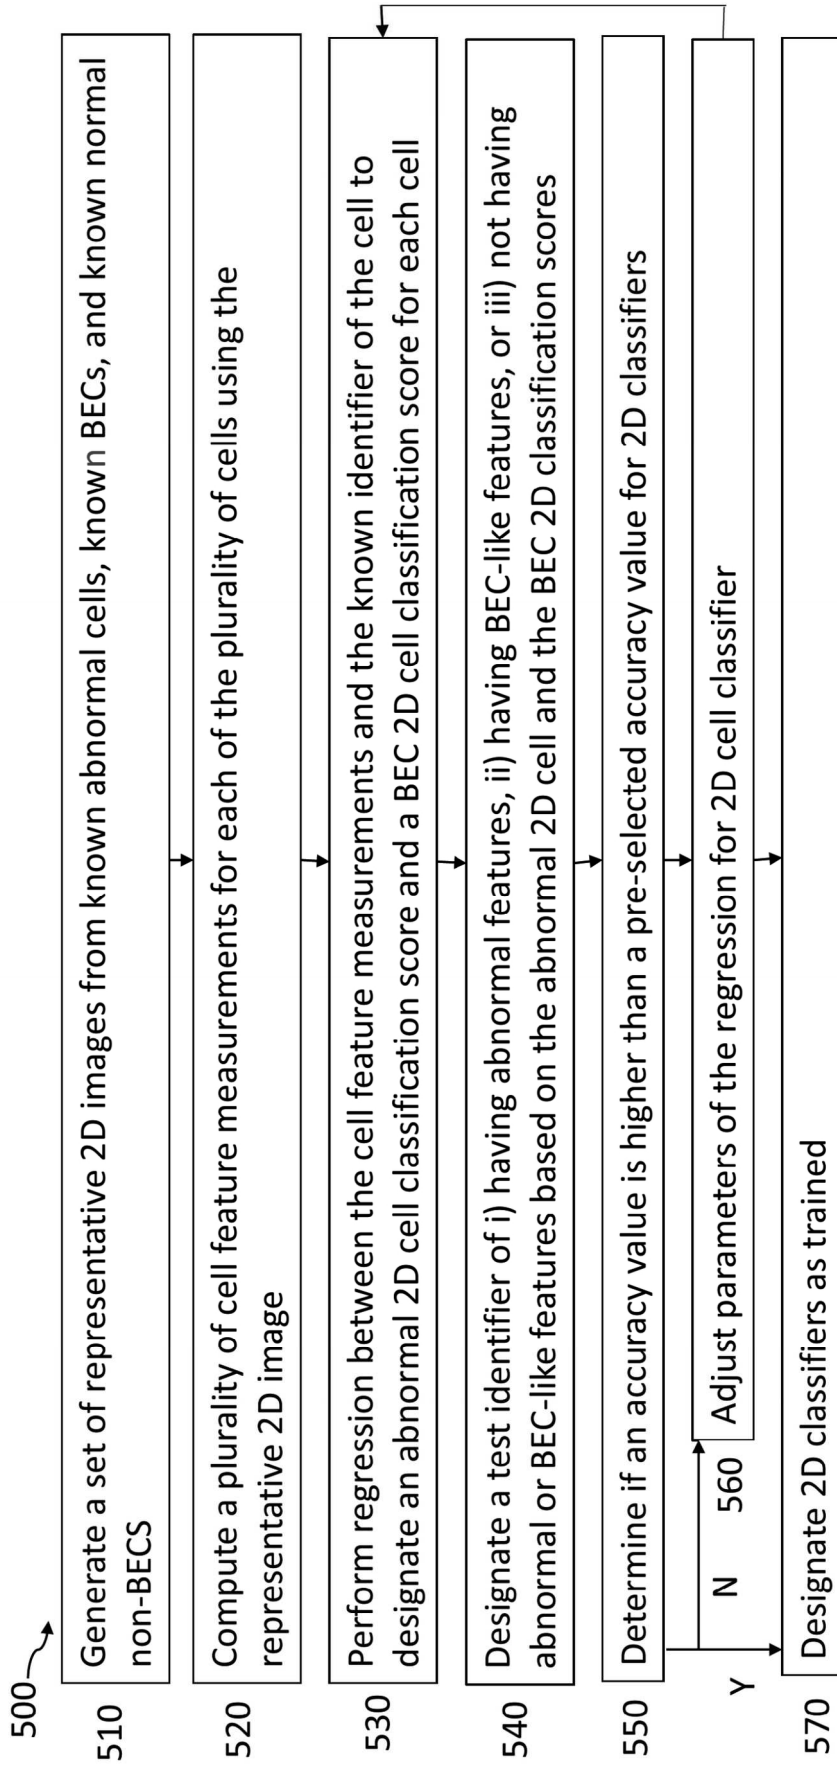 500
510
Generate a set of representative 2D images from known abnormal cells, known BECs, and known normal
non-BECS
520
Compute a plurality of cell feature measurements for each of the plurality of cells using the
representative 2D image
530
Perform regression between the cell feature measurements and the known identifier of the cell to
designate an abnormal 2D cell classification score and a BEC 2D cell classification score for each cell
540
Designate a test identifier of i) having abnormal features, ii) having BEC-like features, or iii) not having
abnormal or BEC-like features based on the abnormal 2D cell and the BEC 2D classification scores
550
Determine if an accuracy value is higher than a pre-selected accuracy value for 2D classifiers
N
560
Adjust parameters of the regression for 2D cell classifier
Y
570
Designate 2D classifiers as trained